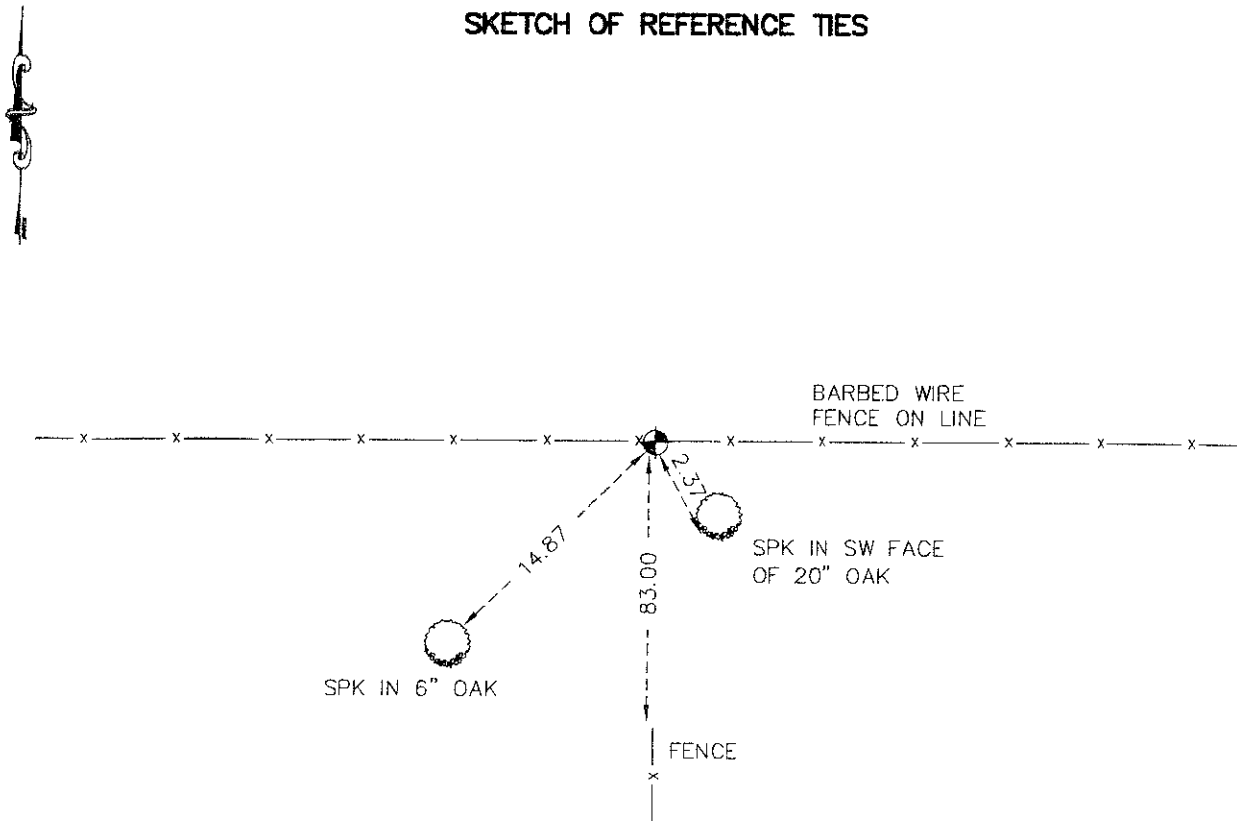 SKETCH OF REFERENCE TIES
BARBED WIRE
FENCE ON LINE
2.37
14.87
83.00
SPK IN SW FACE
OF 20" OAK
SPK IN 6" OAK
FENCE